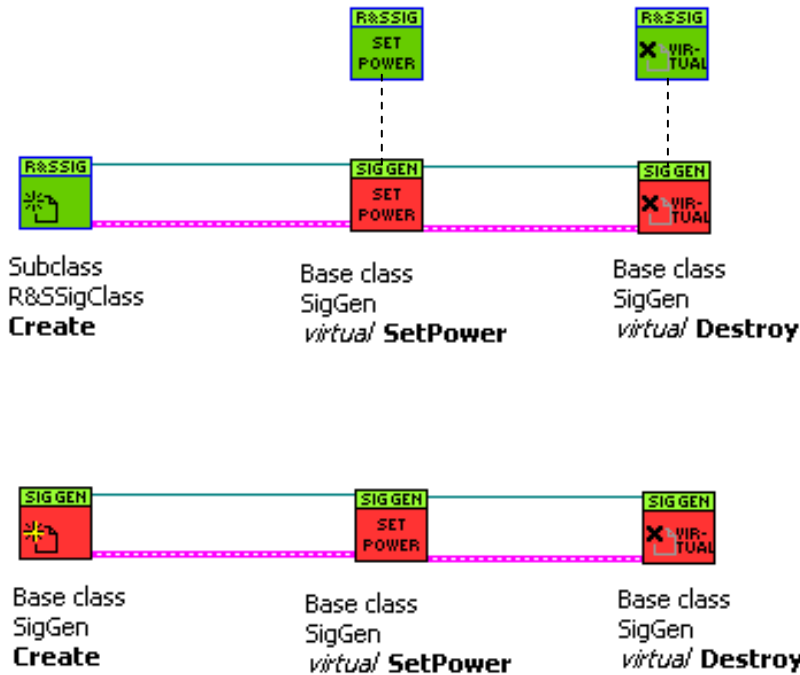 R&SSIG
SET
POWER
R&SSIG
VIR-
TUAL
R&SSIG
SIG GEN
SET
POWER
SIG GEN
VIR-
TUAL
Subclass
R&SSigClass
Create
Base class
SigGen
virtual SetPower
Base class
SigGen
virtual Destroy
SIG GEN
SIG GEN
SET
POWER
SIG GEN
VIR-
TUAL
Base class
SigGen
Create
Base class
SigGen
virtual SetPower
Base class
SigGen
virtual Destroy